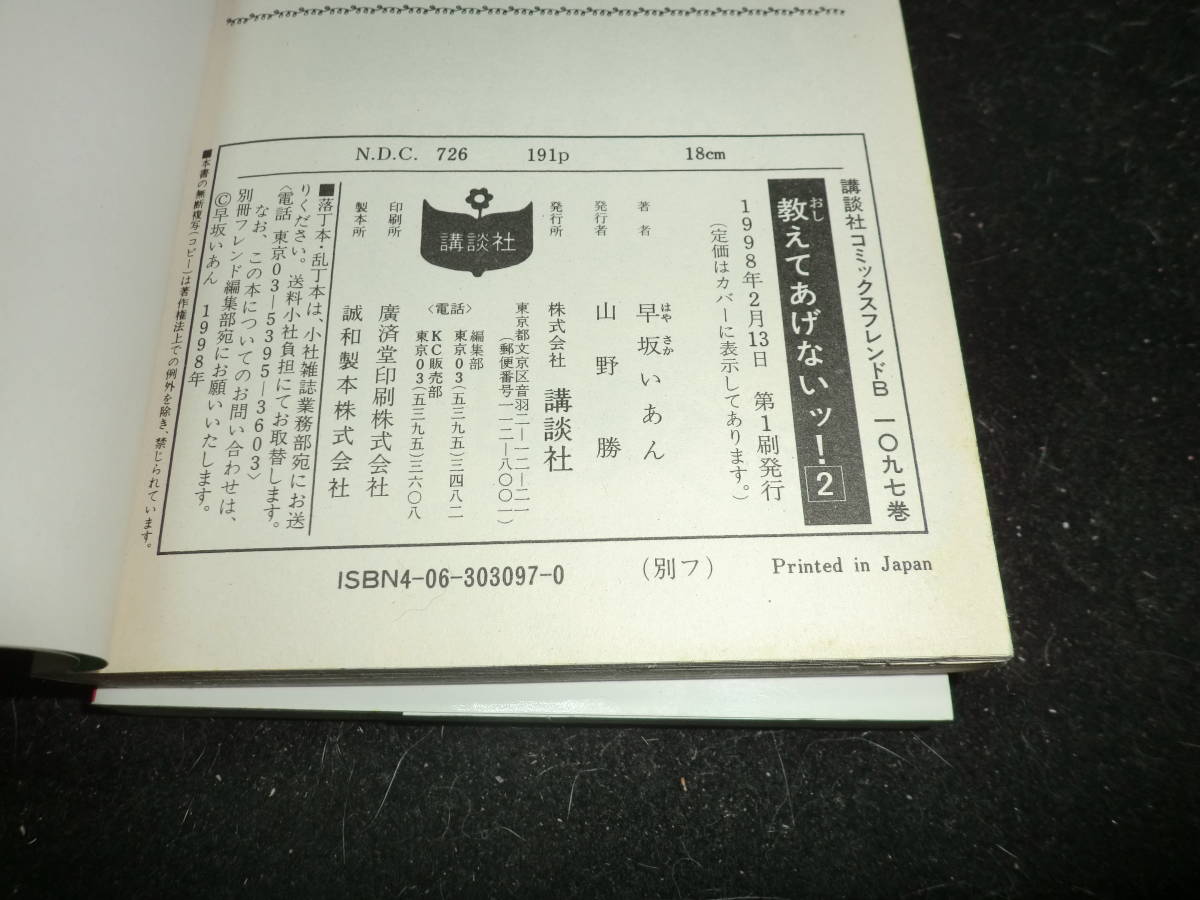 N.D.C. 726 191p 18cm
講談社コミックスフレンドB 一〇九七巻
おし
教えてあげないッ! 2
1998年2月13日 第1刷発行
(定価はカバーに表示してあります。)
はや さか
著者 早坂いあん
発行者 山野 勝
発行所 株式会社 講談社
東京都文京区音羽二―一二―二一
(郵便番号一一二―八〇〇一)
〈電話〉
編集部
東京03(五三九五)三四八二
KC販売部
東京03(五三九五)三六〇八
講談社
印刷所 廣済堂印刷株式会社
製本所 誠和製本株式会社
■落丁本・乱丁本は、小社雑誌業務部宛にお送
りください。送料小社負担にてお取替します。
〈電話 東京03―5395―3603〉
なお、この本についてのお問い合わせは、
別冊フレンド編集部宛にお願いいたします。
©早坂いあん 1998年
■本書の無断複写(コピー)は著作権法上での例外を除き、禁じられています。
ISBN4-06-303097-0 (別フ) Printed in Japan